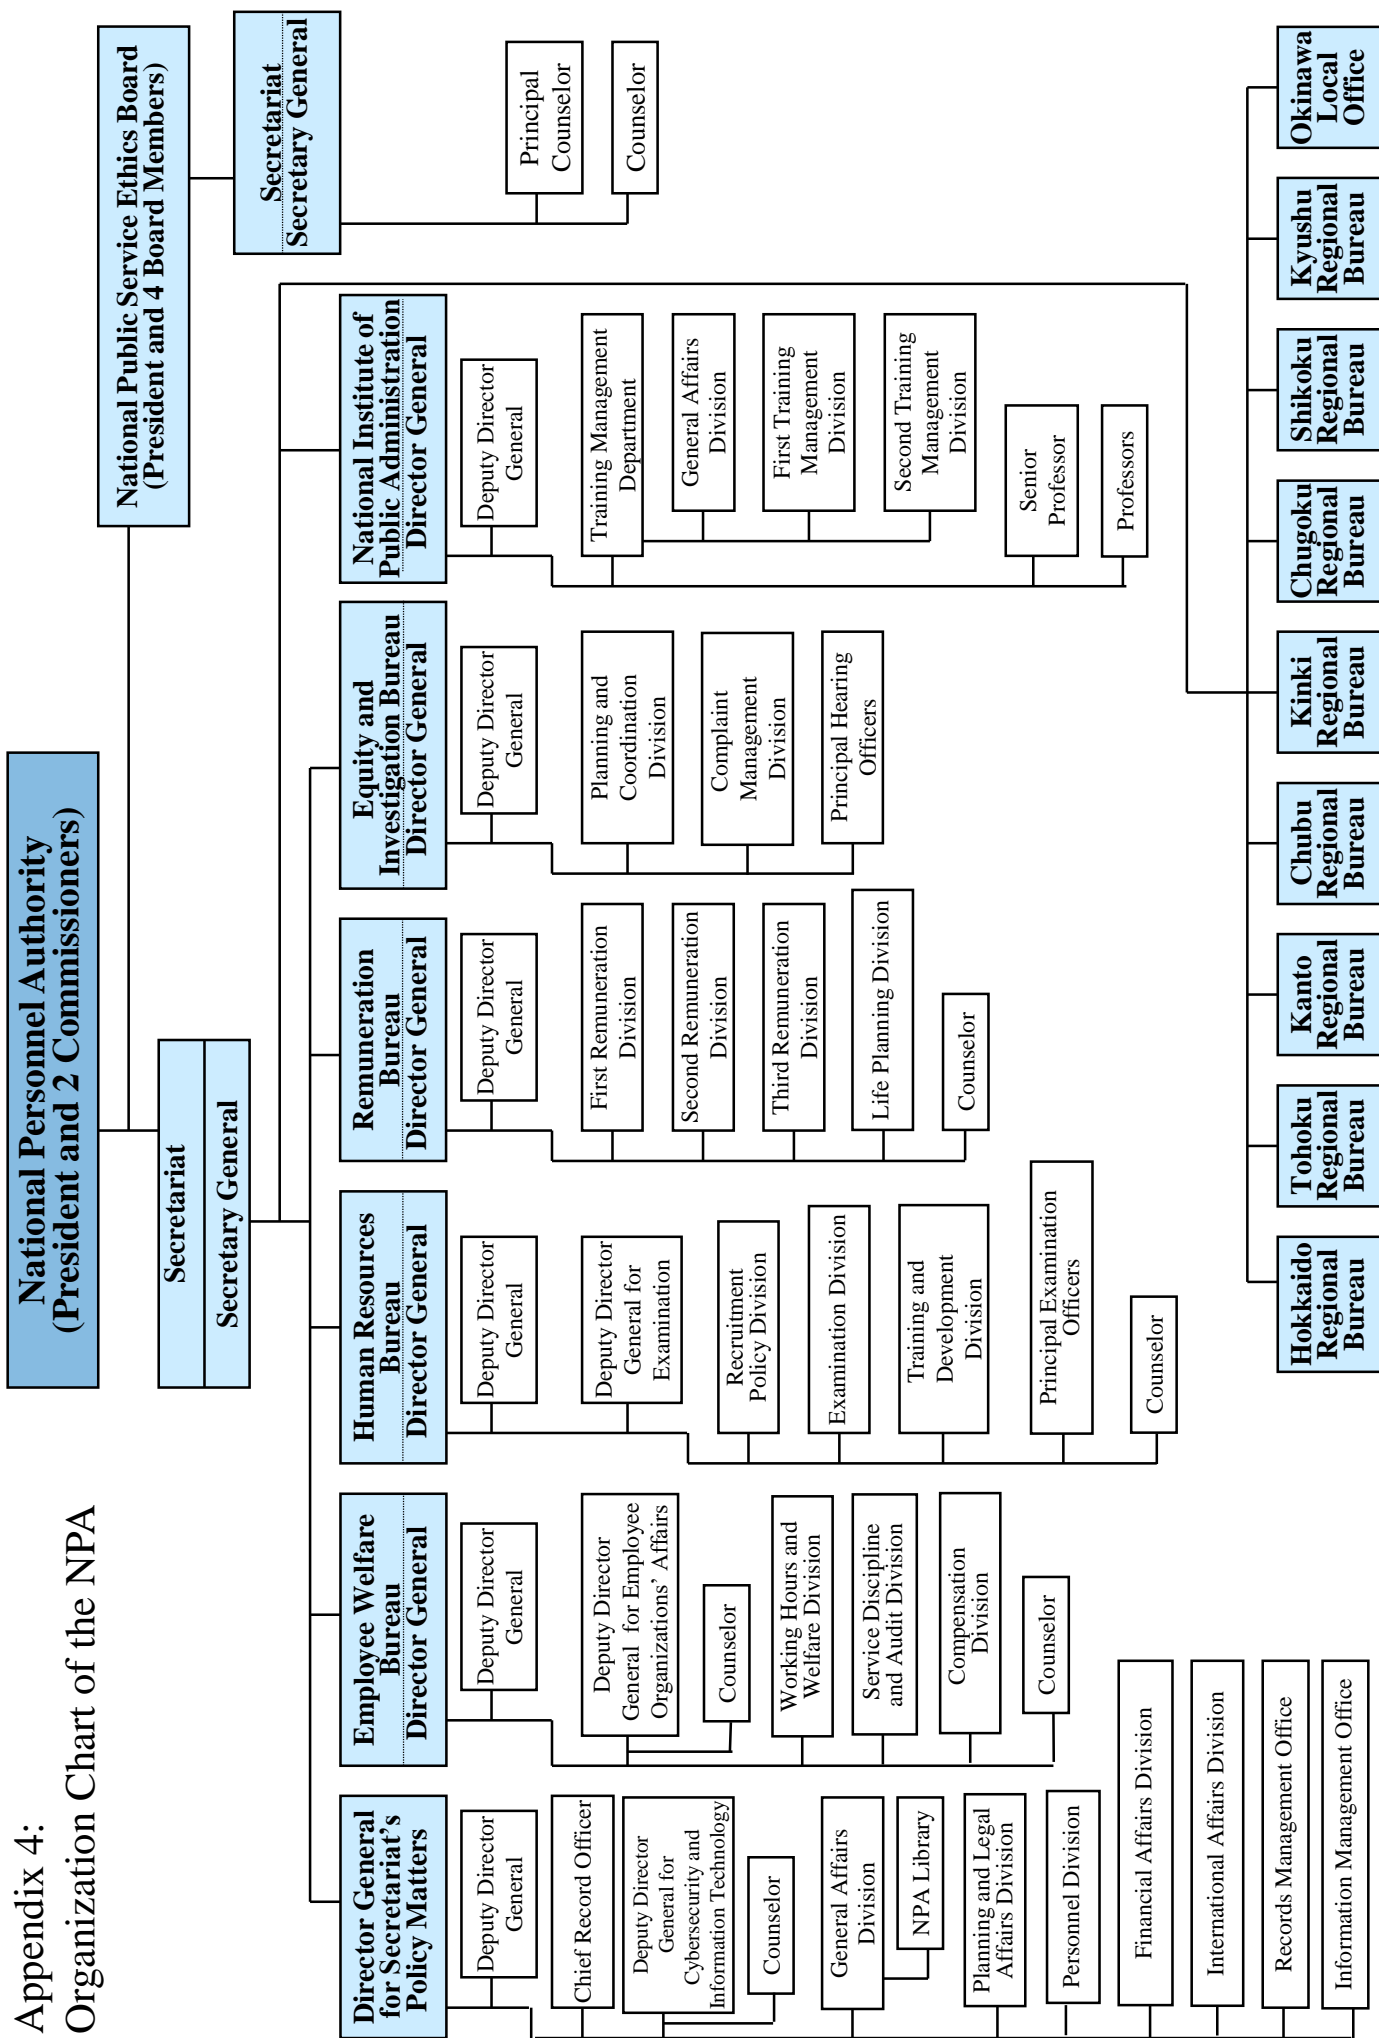 Appendix 4:
Organization Chart of the NPA
National Personnel Authority
(President and 2 Commissioners)
National Public Service Ethics Board
(President and 4 Board Members)
Secretariat
Secretary General
Principal
Counselor
Counselor
Secretariat
Secretary General
Director General
for Secretariat's
Policy Matters
Deputy Director
General
Chief Record Officer
Deputy Director
General for
Cybersecurity and
Information Technology
Counselor
General Affairs
Division
NPA Library
Planning and Legal
Affairs Division
Personnel Division
Financial Affairs Division
International Affairs Division
Records Management Office
Information Management Office
Employee Welfare
Bureau
Director General
Deputy Director
General
Deputy Director
General for Employee
Organizations’ Affairs
Counselor
Working Hours and
Welfare Division
Service Discipline
and Audit Division
Compensation
Division
Counselor
Human Resources
Bureau
Director General
Deputy Director
General
Deputy Director
General for
Examination
Recruitment
Policy Division
Examination Division
Training and
Development
Division
Principal Examination
Officers
Counselor
Remuneration
Bureau
Director General
Deputy Director
General
First Remuneration
Division
Second Remuneration
Division
Third Remuneration
Division
Life Planning Division
Counselor
Equity and
Investigation Bureau
Director General
Deputy Director
General
Planning and
Coordination
Division
Complaint
Management
Division
Principal Hearing
Officers
National Institute of
Public Administration
Director General
Deputy Director
General
Training Management
Department
General Affairs
Division
First Training
Management
Division
Second Training
Management
Division
Senior
Professor
Professors
Hokkaido
Regional
Bureau
Tohoku
Regional
Bureau
Kanto
Regional
Bureau
Chubu
Regional
Bureau
Kinki
Regional
Bureau
Chugoku
Regional
Bureau
Shikoku
Regional
Bureau
Kyushu
Regional
Bureau
Okinawa
Local
Office